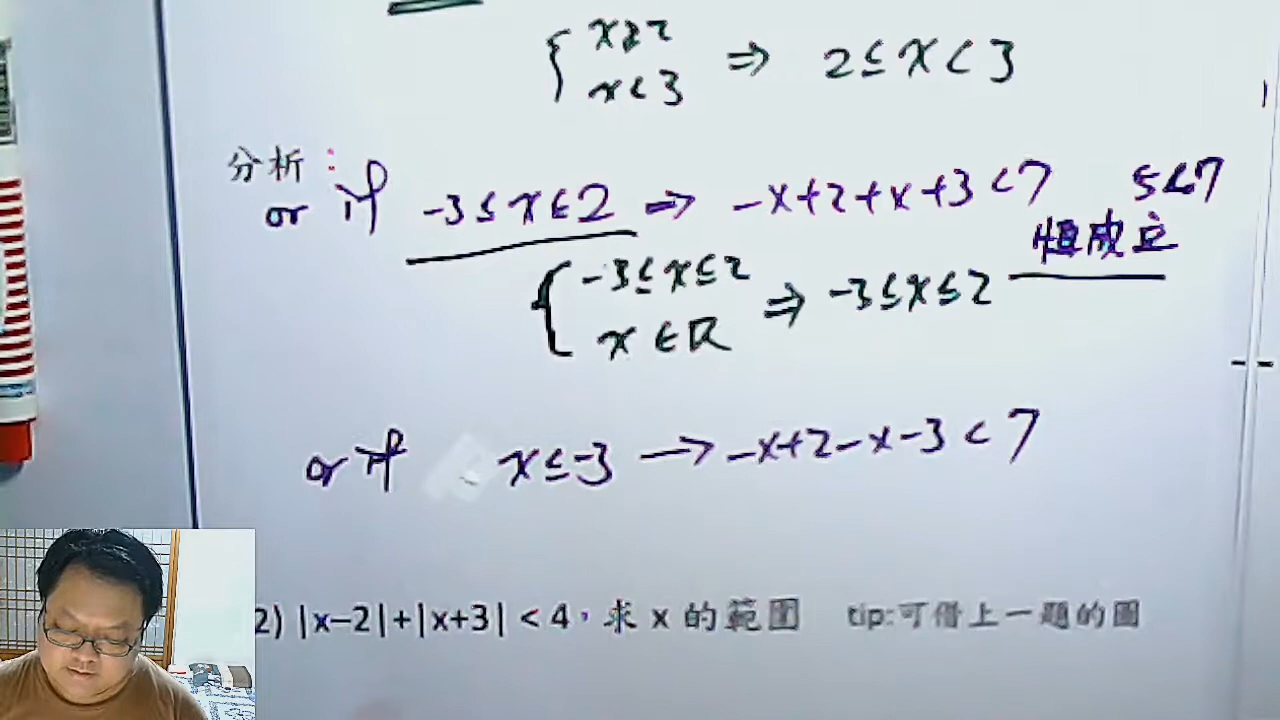 { x≥2
x<3 ⇒ 2≤x<3
分析:
or if -3≤x≤2 ⇒ -x+2+x+3<7 5<7
恒成立
{ -3≤x≤2
x∈R ⇒ -3≤x≤2
or if x≤-3 → -x+2-x-3<7
2) |x−2|+|x+3| < 4,求 x 的範圍 tip:可借上一題的圖